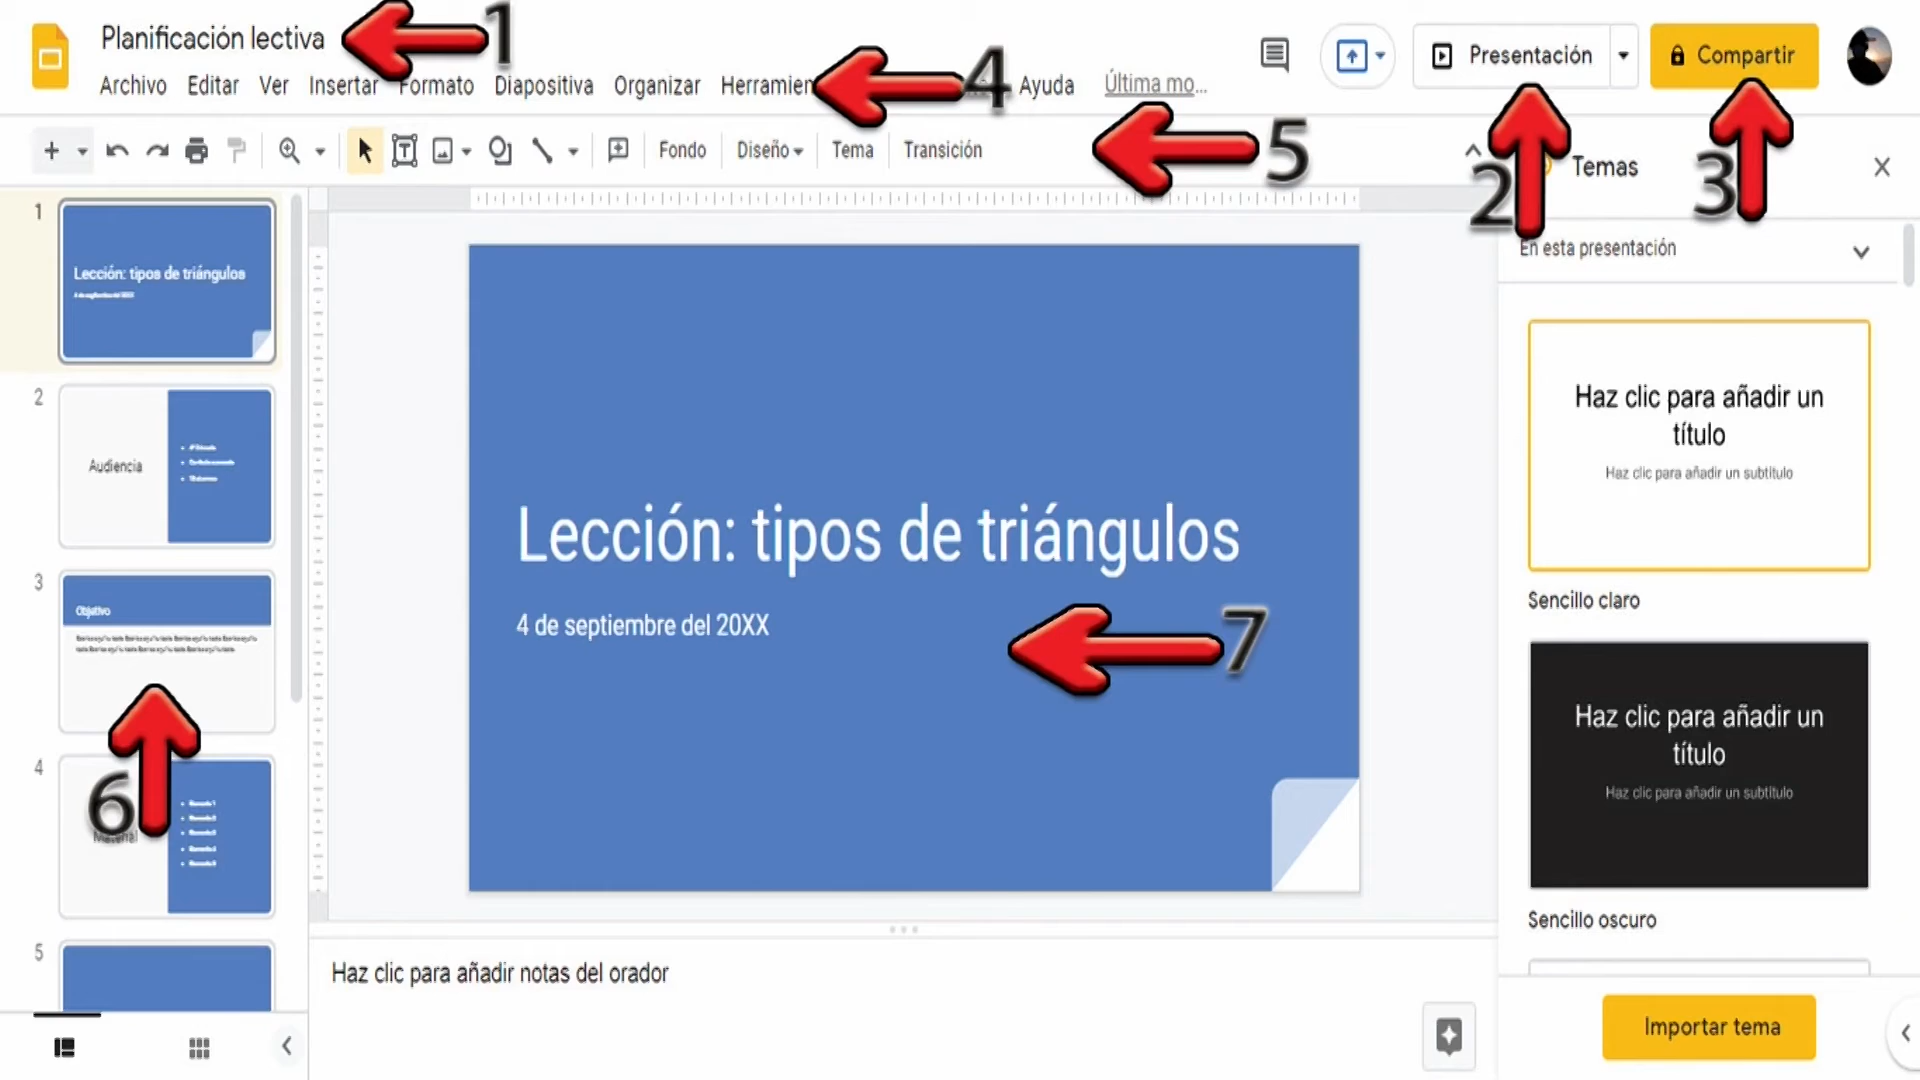 Planificación lectiva
1
Archivo Editar Ver Insertar Formato Diapositiva Organizar Herramien
4
Ayuda Última mo...
Presentación
Compartir
Fondo Diseño Tema Transición
5
2
3
Temas
En esta presentación
1
Lección: tipos de triángulos
2
Audiencia
3
Objetivo
6
4
5
Lección: tipos de triángulos
4 de septiembre del 20XX
7
Haz clic para añadir un
título
Haz clic para añadir un subtítulo
Sencillo claro
Haz clic para añadir un
título
Haz clic para añadir un subtítulo
Sencillo oscuro
Haz clic para añadir notas del orador
Importar tema